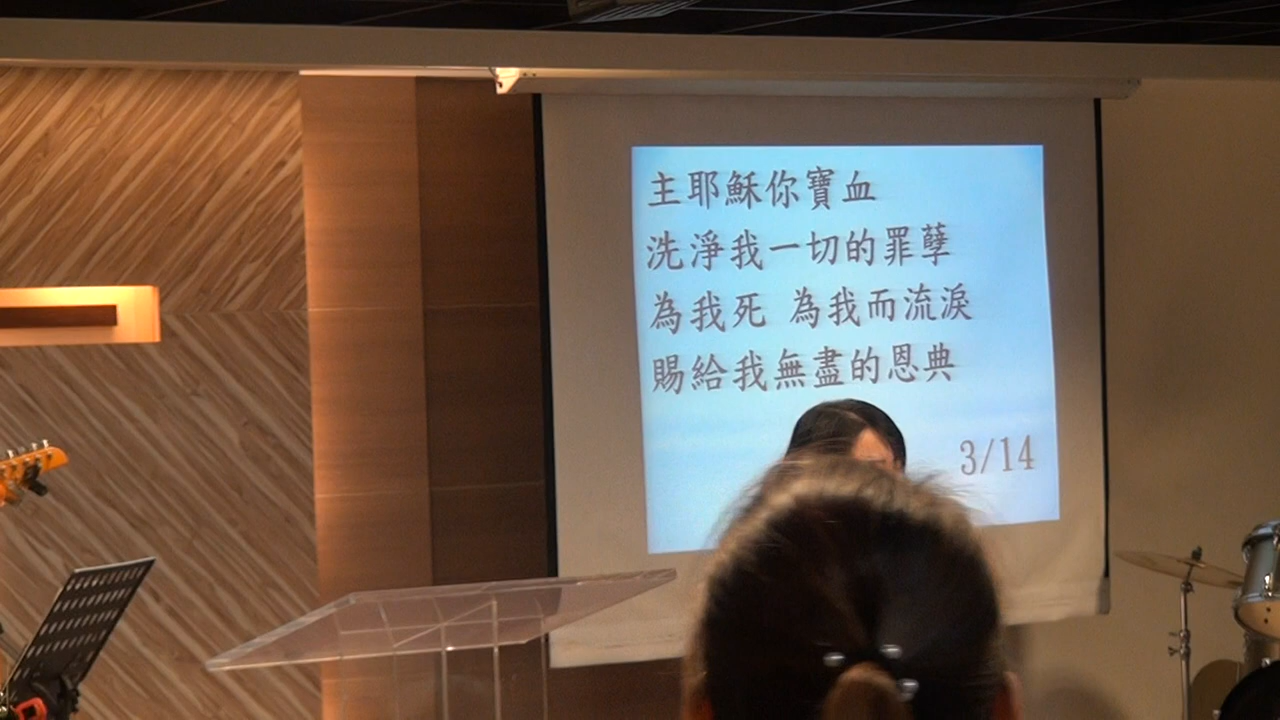 主耶穌你寶血
洗淨我一切的罪孽
為我死 為我而流淚
賜給我無盡的恩典
3/14